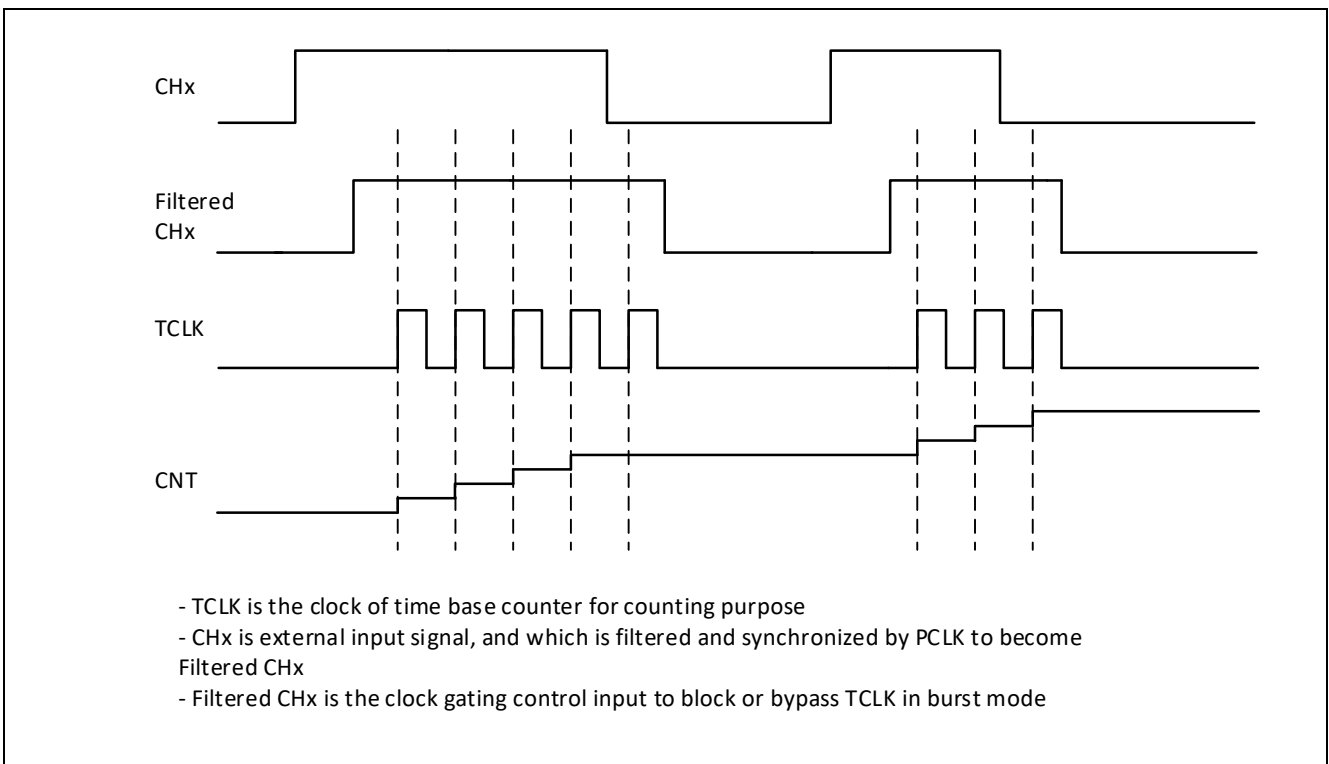 CHx
Filtered
CHx
TCLK
CNT
- TCLK is the clock of time base counter for counting purpose
- CHx is external input signal, and which is filtered and synchronized by PCLK to become
Filtered CHx
- Filtered CHx is the clock gating control input to block or bypass TCLK in burst mode